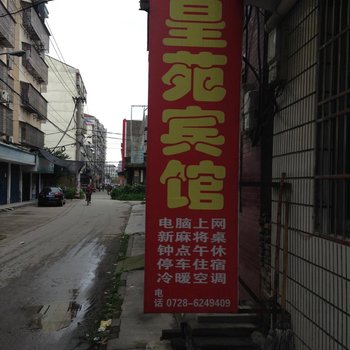 皇苑宾馆
电脑上网
新麻将桌
钟点午休
停车住宿
冷暖空调
电话 0728-6249409